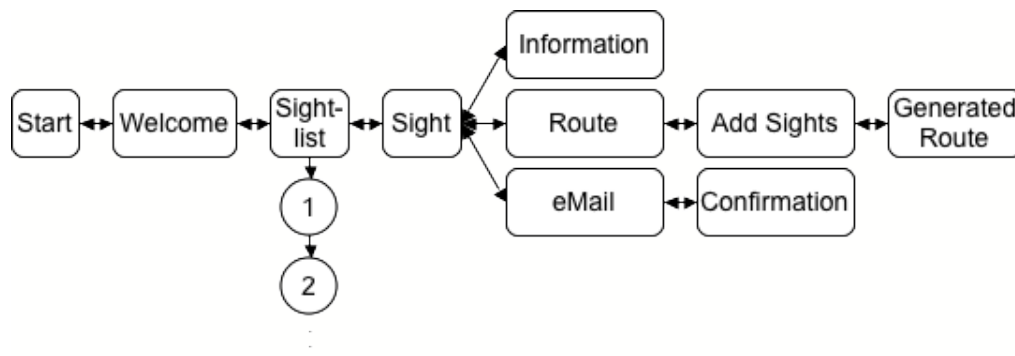 Information
Start
Welcome
Sight-
list
Sight
Route
Add Sights
Generated
Route
1
eMail
Confirmation
2